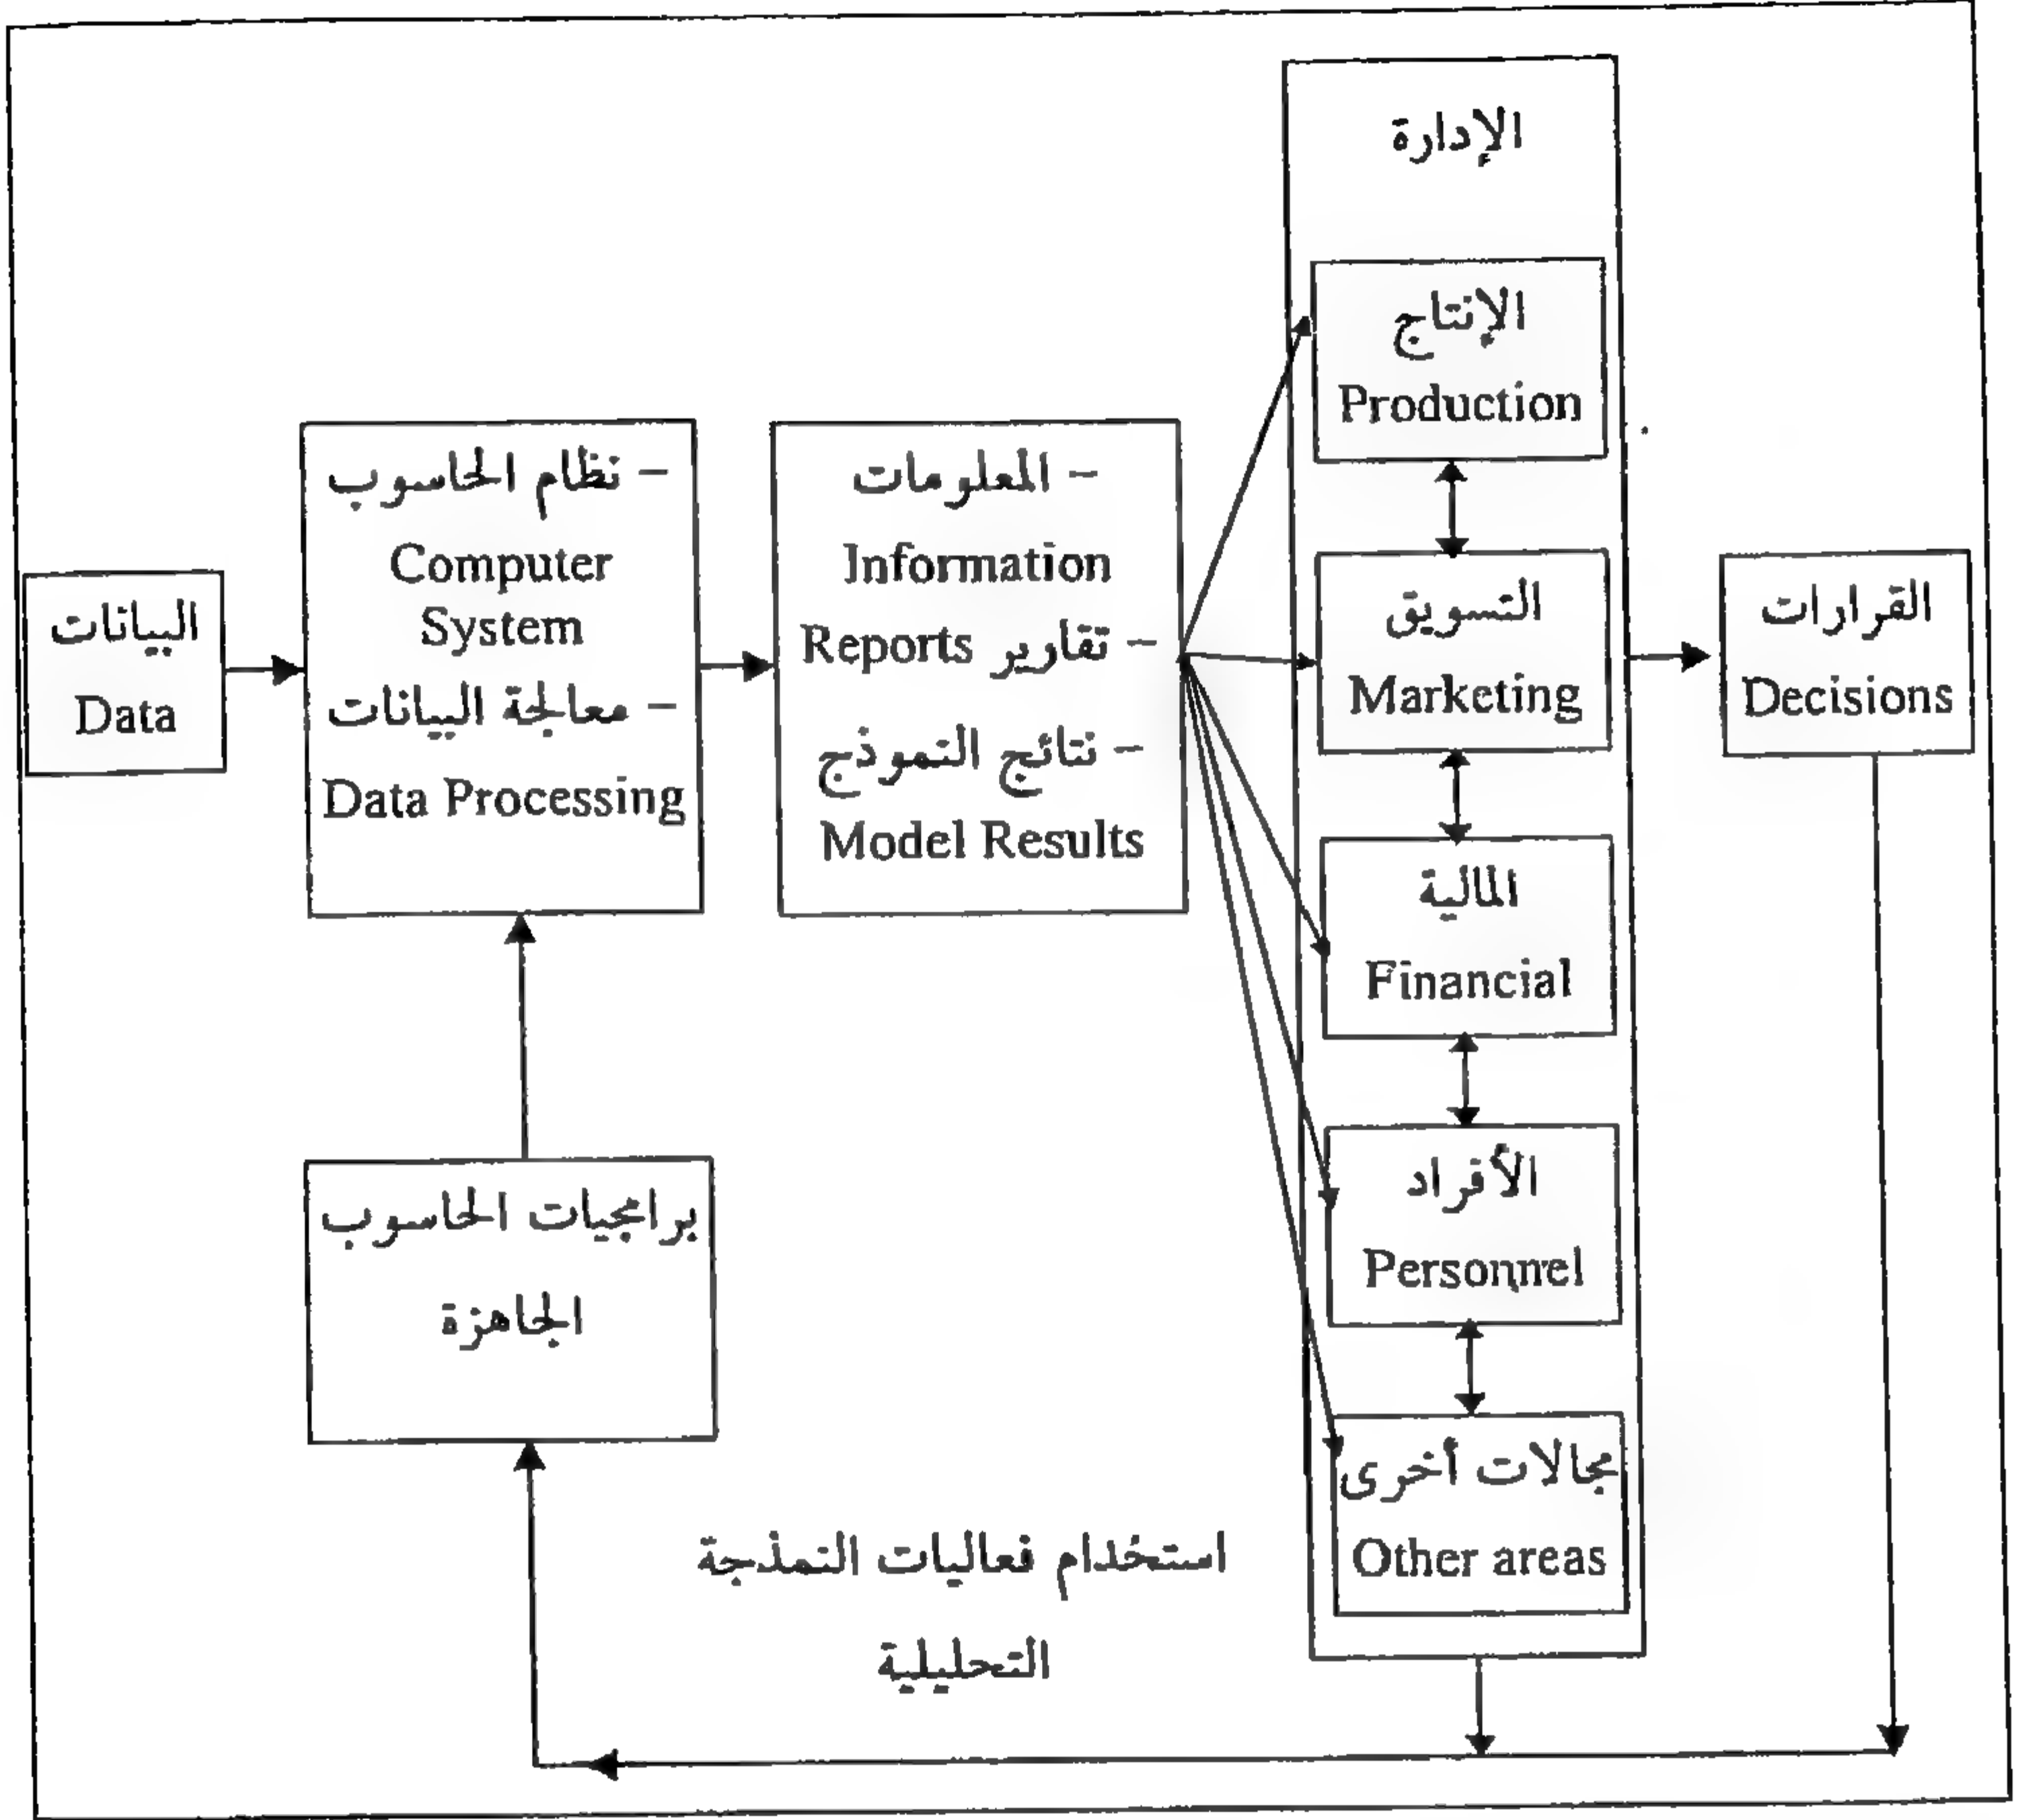 الإدارة
الإنتاج
Production
التسويق
Marketing
المالية
Financial
الأفراد
Personnel
مجالات أخرى
Other areas
البيانات
Data
– نظام الحاسوب
Computer
System
– معالجة البيانات
Data Processing
– المعلومات
Information
– تقارير Reports
– نتائج النموذج
Model Results
القرارات
Decisions
برامجيات الحاسوب
الجاهزة
استخدام فعاليات النمذجة
التحليلية